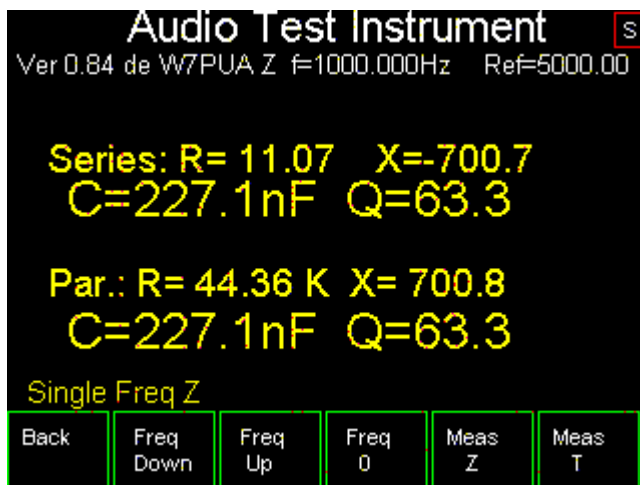 Audio Test Instrument S
Ver 0.84 de W7PUA Z f=1000.000Hz Ref=5000.00
Series: R= 11.07 X=-700.7
C=227.1nF Q=63.3
Par.: R= 44.36 K X= 700.8
C=227.1nF Q=63.3
Single Freq Z
Back Freq Freq Freq Meas Meas
Down Up 0 Z T